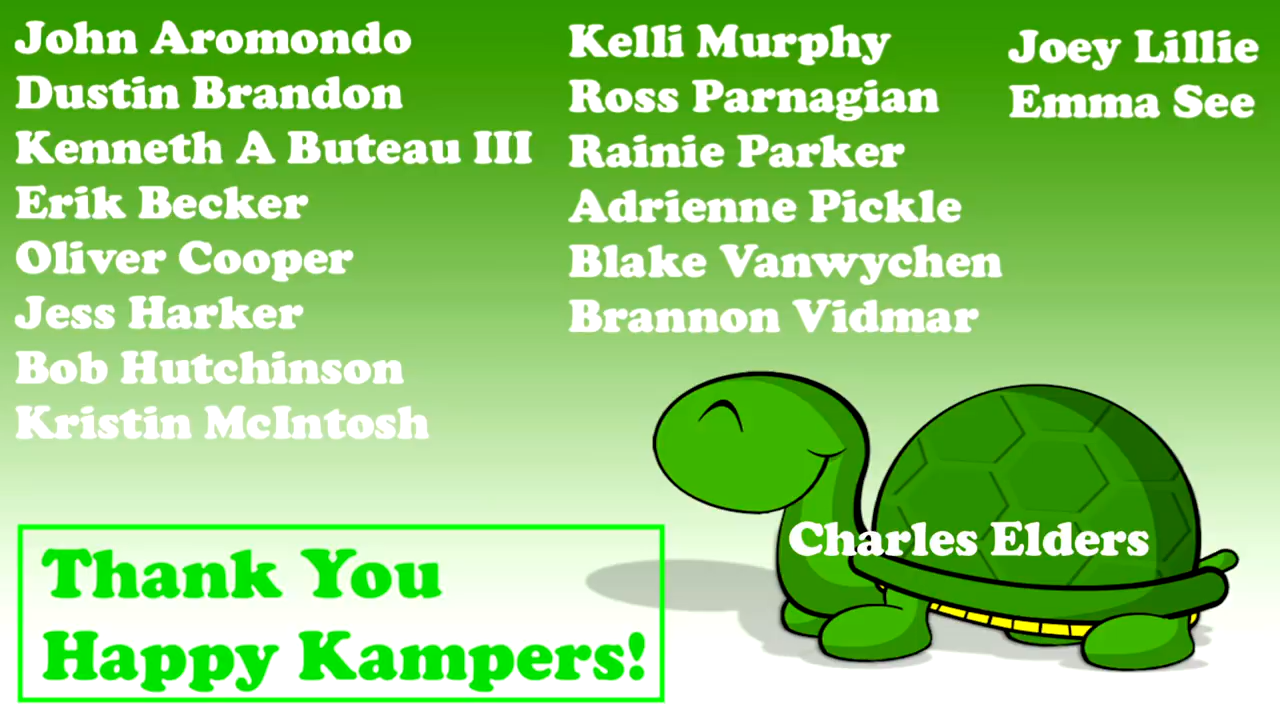 John Aromondo
Dustin Brandon
Kenneth A Buteau III
Erik Becker
Oliver Cooper
Jess Harker
Bob Hutchinson
Kristin McIntosh
Kelli Murphy
Ross Parnagian
Rainie Parker
Adrienne Pickle
Blake Vanwychen
Brannon Vidmar
Joey Lillie
Emma See
Charles Elders
Thank You
Happy Kampers!